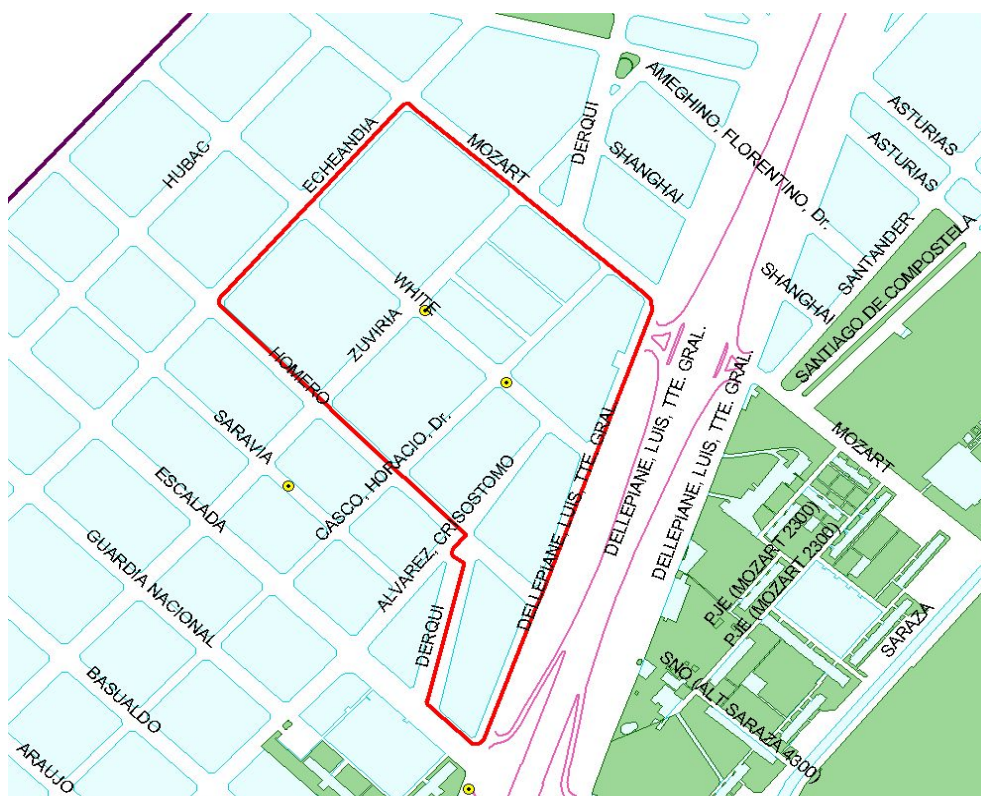 AMEGHINO, FLORENTINO, Dr.
ASTURIAS
ASTURIAS
HUBAC
ECHEANDIA
MOZART
DERQUI
SHANGHAI
SANTANDER
SANTIAGO DE COMPOSTELA
SHANGHAI
WHITE
ZUVIRIA
HOMERO
DELLEPIANE, LUIS, TTE. GRAL.
DELLEPIANE, LUIS, TTE. GRAL.
DELLEPIANE, LUIS, TTE. GRAL.
SARAVIA
CASCO, HORACIO, Dr.
MOZART
ESCALADA
ALVAREZ, CRISOSTOMO
GUARDIA NACIONAL
PJE (MOZART 2300)
PJE (MOZART 2300)
DERQUI
SARAZA
BASUALDO
SNO (ALT.SARAZA 4300)
ARAUJO